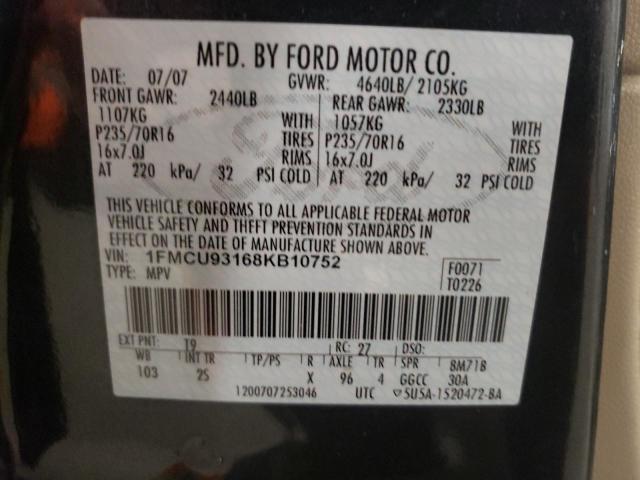 MFD. BY FORD MOTOR CO.
DATE: 07/07 GVWR: 4640LB/ 2105KG
FRONT GAWR: 2440LB REAR GAWR: 2330LB
1107KG WITH 1057KG WITH
P235/70R16 TIRES P235/70R16 TIRES
16x7.0J RIMS 16x7.0J RIMS
AT 220 kPa/ 32 PSI COLD AT 220 kPa/ 32 PSI COLD
THIS VEHICLE CONFORMS TO ALL APPLICABLE FEDERAL MOTOR
VEHICLE SAFETY AND THEFT PREVENTION STANDARDS IN
EFFECT ON THE DATE OF MANUFACTURE SHOWN ABOVE.
VIN: 1FMCU93168KB10752 F0071
TYPE: MPV T0226
EXT PNT: T9 RC: 27 DSO:
WB INT TR TP/PS R AXLE TR SPR 8M71B
103 2S X 96 4 GGCC 30A
1200707253046 UTC 5U5A-1520472-BA